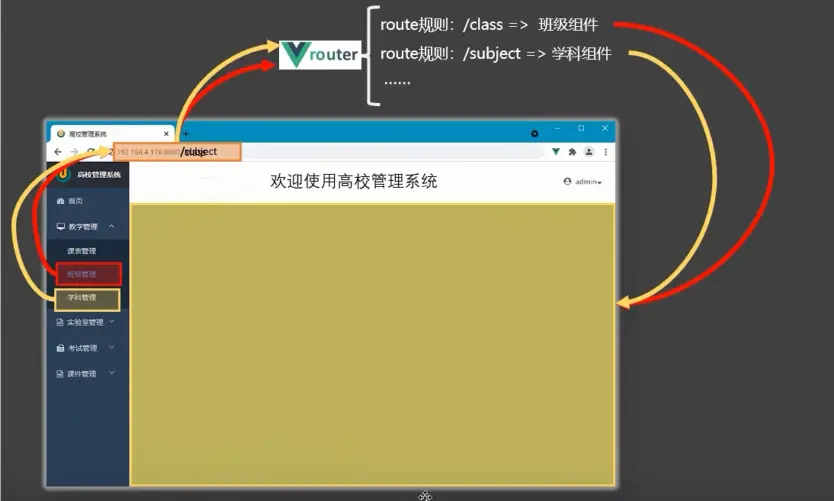 route规则：/class => 班级组件
router
route规则：/subject => 学科组件
......
高校管理系统
192.168.4.176:8080/subject
高校管理系统
欢迎使用高校管理系统
admin
首页
教学管理
课表管理
班级管理
学科管理
实验室管理
考试管理
课件管理